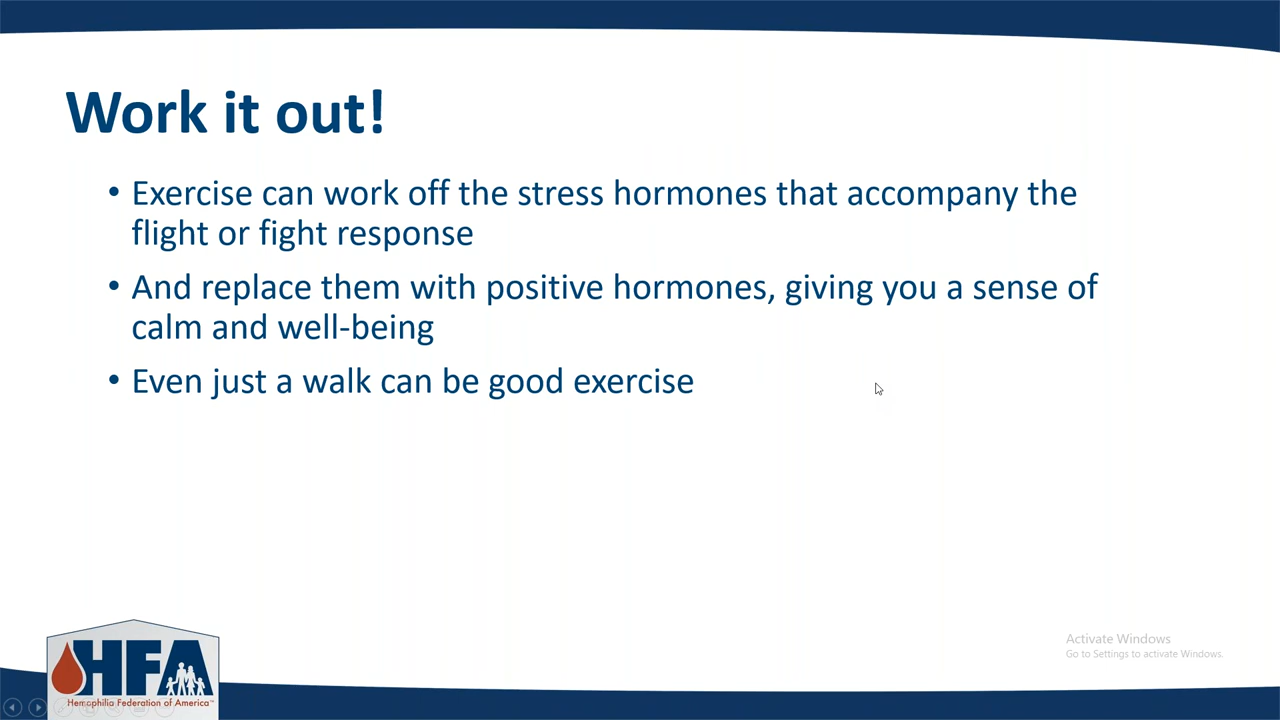 Work it out!
• Exercise can work off the stress hormones that accompany the
flight or fight response
• And replace them with positive hormones, giving you a sense of
calm and well-being
• Even just a walk can be good exercise
Activate Windows
Go to Settings to activate Windows.
HFA
Hemophilia Federation of America™